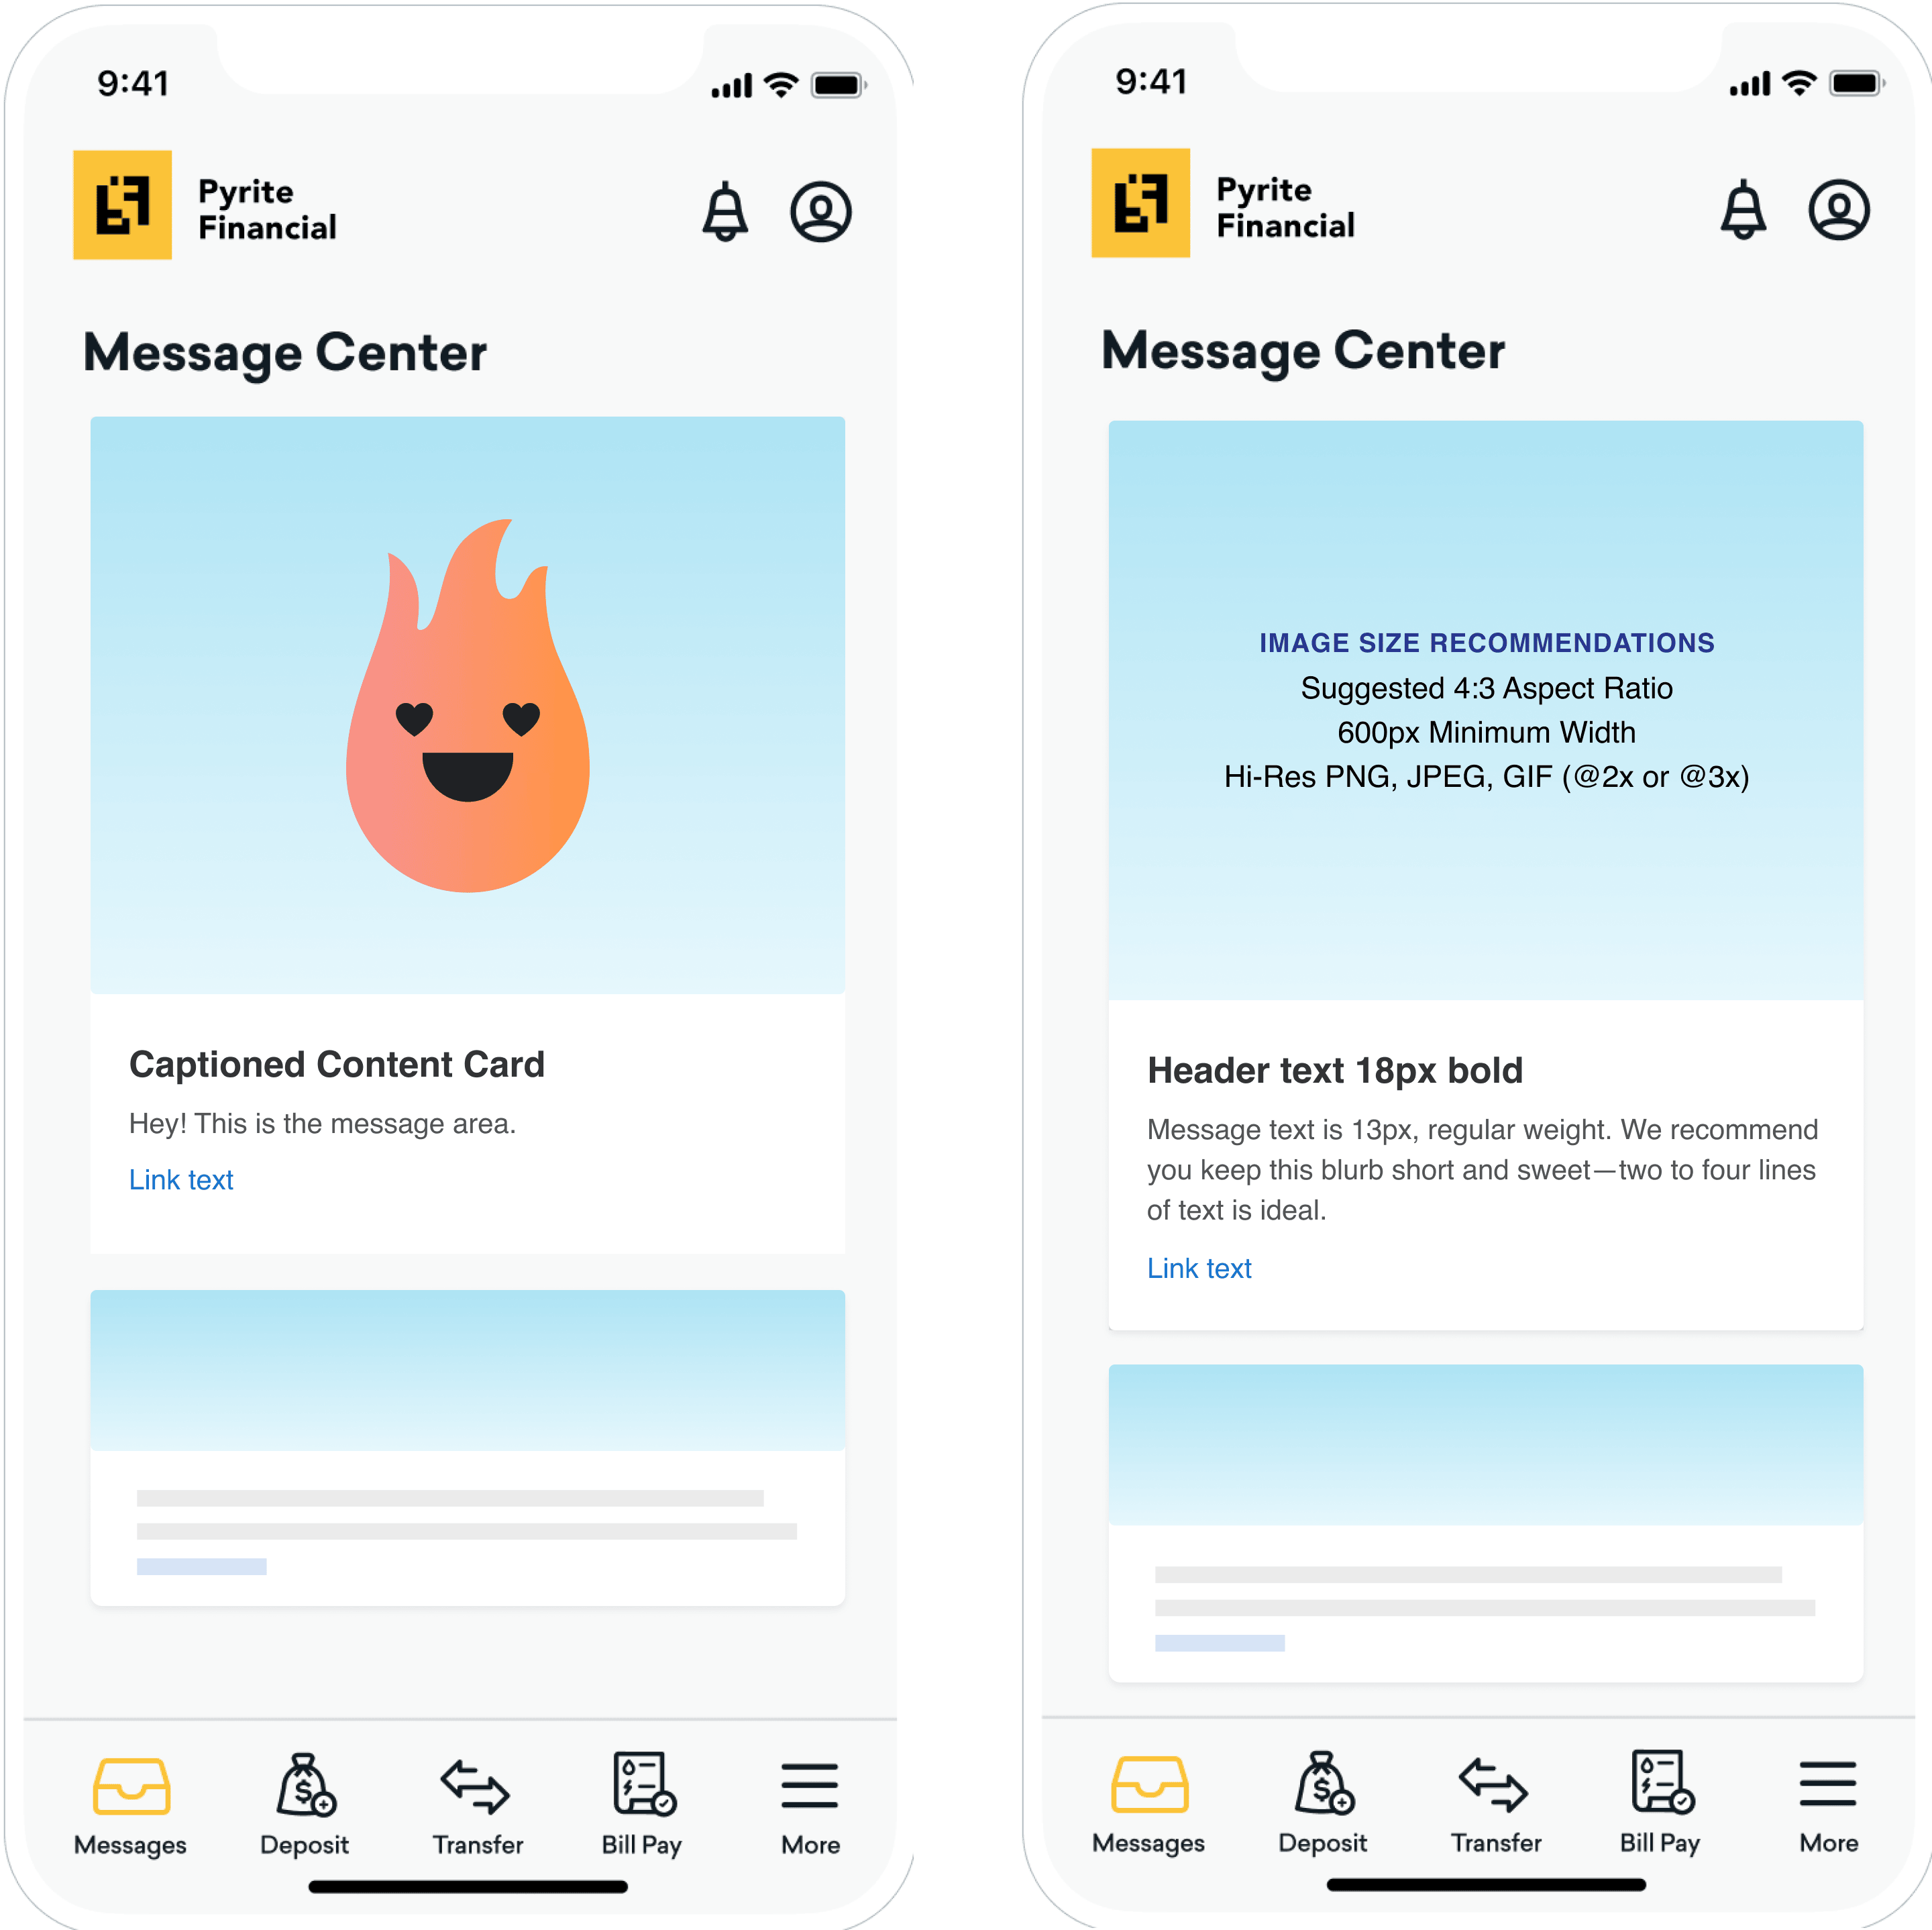 9:41
Pyrite
Financial
Message Center
Captioned Content Card
Hey! This is the message area.
Link text
Messages
Deposit
Transfer
Bill Pay
More
9:41
Pyrite
Financial
Message Center
IMAGE SIZE RECOMMENDATIONS
Suggested 4:3 Aspect Ratio
600px Minimum Width
Hi-Res PNG, JPEG, GIF (@2x or @3x)
Header text 18px bold
Message text is 13px, regular weight. We recommend
you keep this blurb short and sweet—two to four lines
of text is ideal.
Link text
Messages
Deposit
Transfer
Bill Pay
More